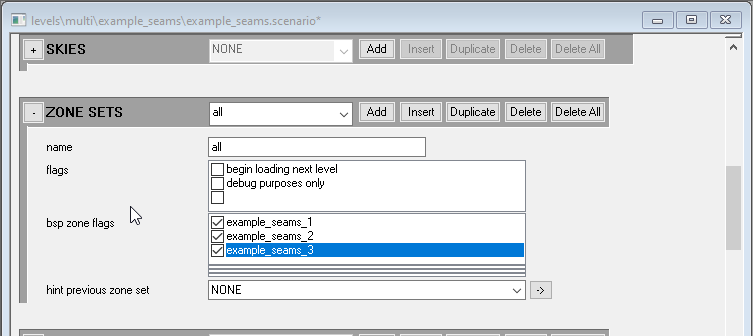 levels\multi\example_seams\example_seams.scenario*
+ SKIES NONE Add Insert Duplicate Delete Delete All
- ZONE SETS all Add Insert Duplicate Delete Delete All
name all
flags begin loading next level
debug purposes only
bsp zone flags example_seams_1
example_seams_2
example_seams_3
hint previous zone set NONE ->